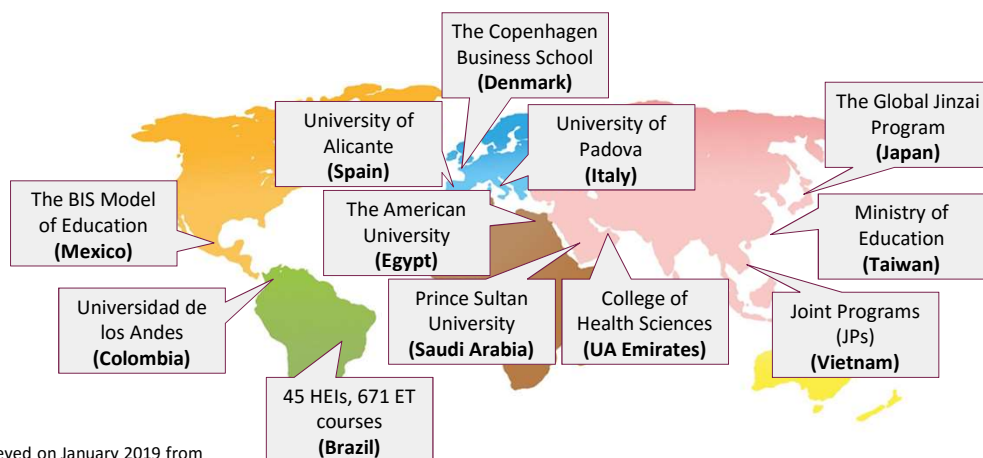 The Copenhagen
Business School
(Denmark)
University of
Alicante
(Spain)
University of
Padova
(Italy)
The Global Jinzai
Program
(Japan)
The BIS Model
of Education
(Mexico)
The American
University
(Egypt)
Ministry of
Education
(Taiwan)
Universidad de
los Andes
(Colombia)
Prince Sultan
University
(Saudi Arabia)
College of
Health Sciences
(UA Emirates)
Joint Programs
(JPs)
(Vietnam)
45 HEIs, 671 ET
courses
(Brazil)
eyed on January 2019 from